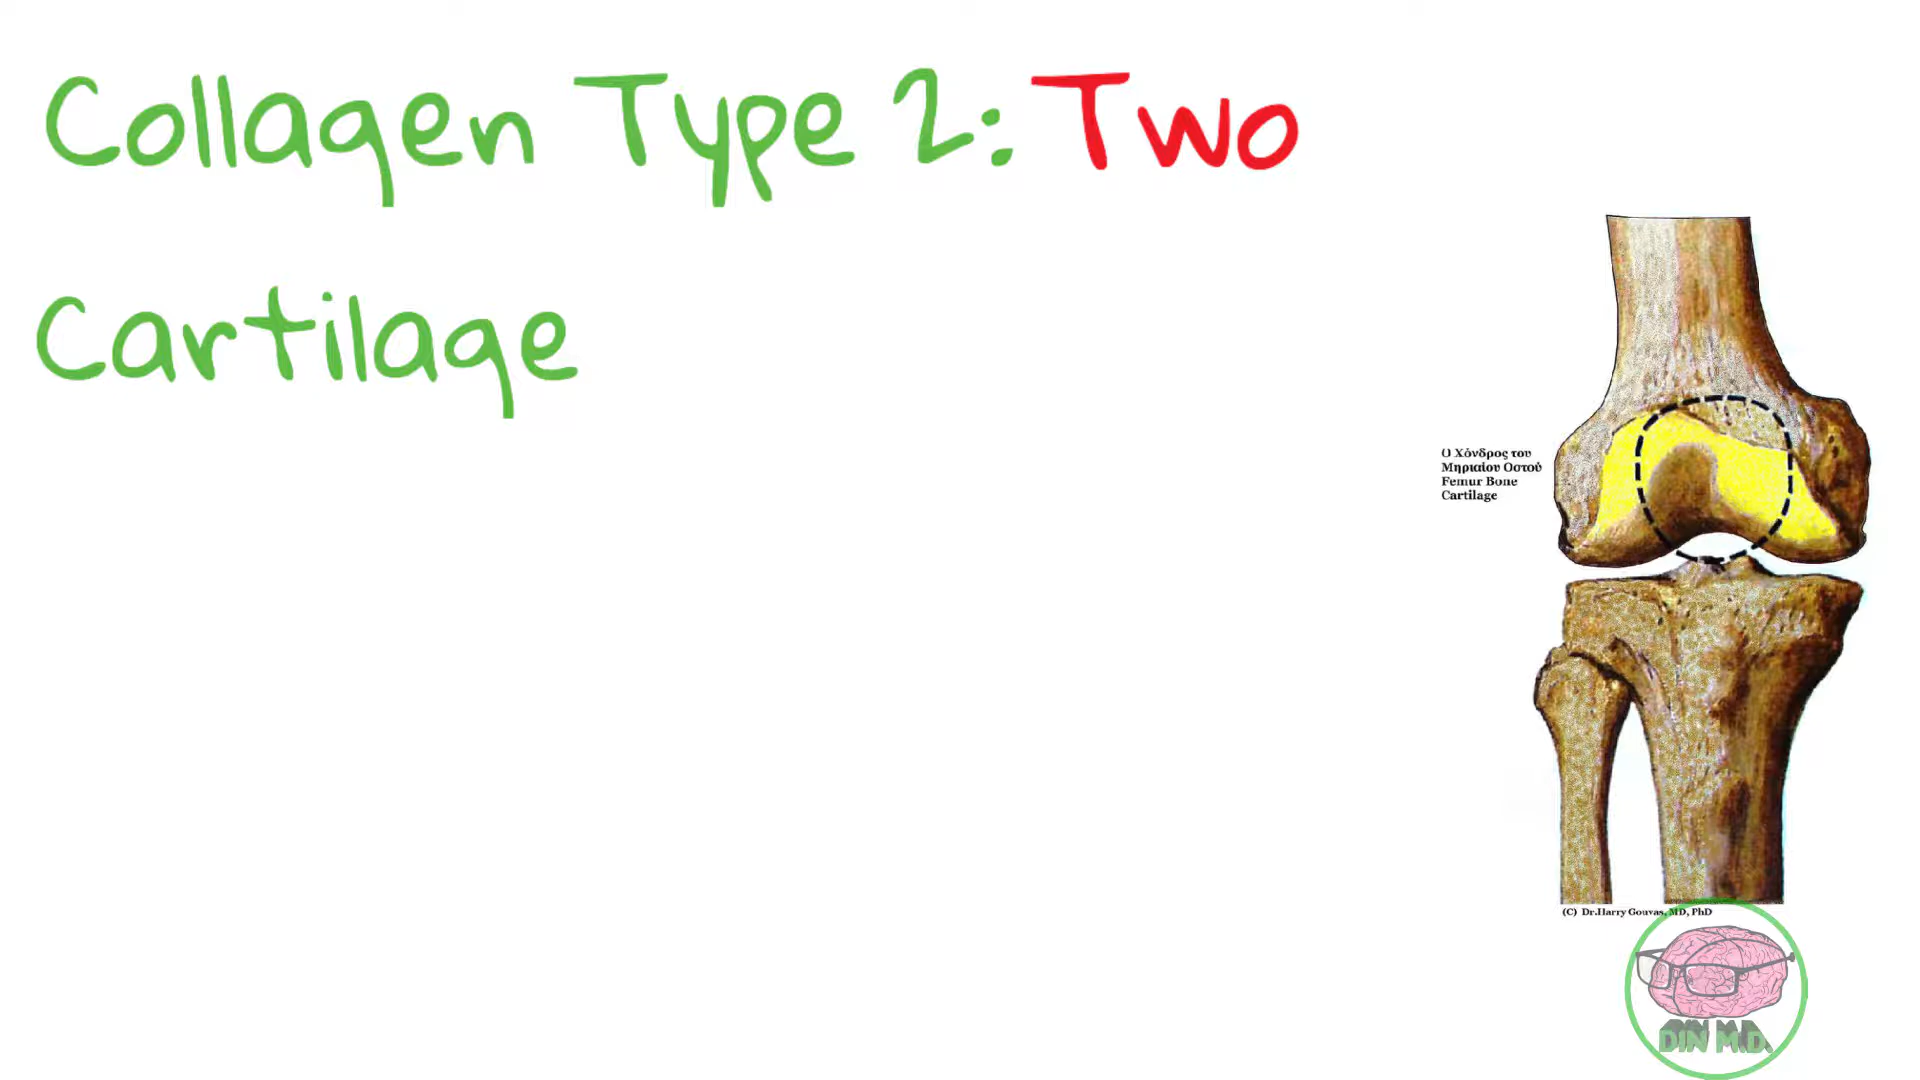 Collagen Type 2: Two
Cartilage
Ο Χόνδρος του
Μηριαίου Οστού
Femur Bone
Cartilage
(C) Dr.Harry Gouvas, MD, PhD
DIN M.D.